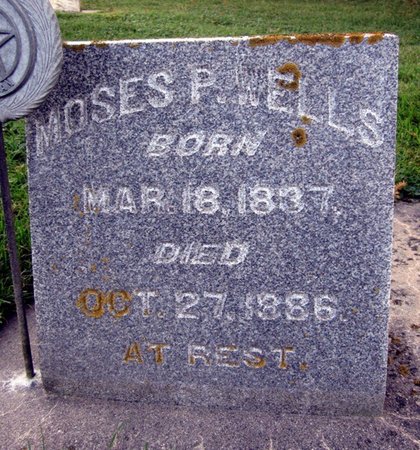 MOSES P. WELLS
BORN
MAR. 18, 1837.
DIED
OCT. 27, 1886.
AT REST.